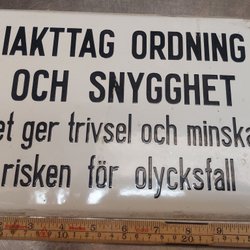 IAKTTAG ORDNING
OCH SNYGGHET
et ger trivsel och minska
risken för olycksfall